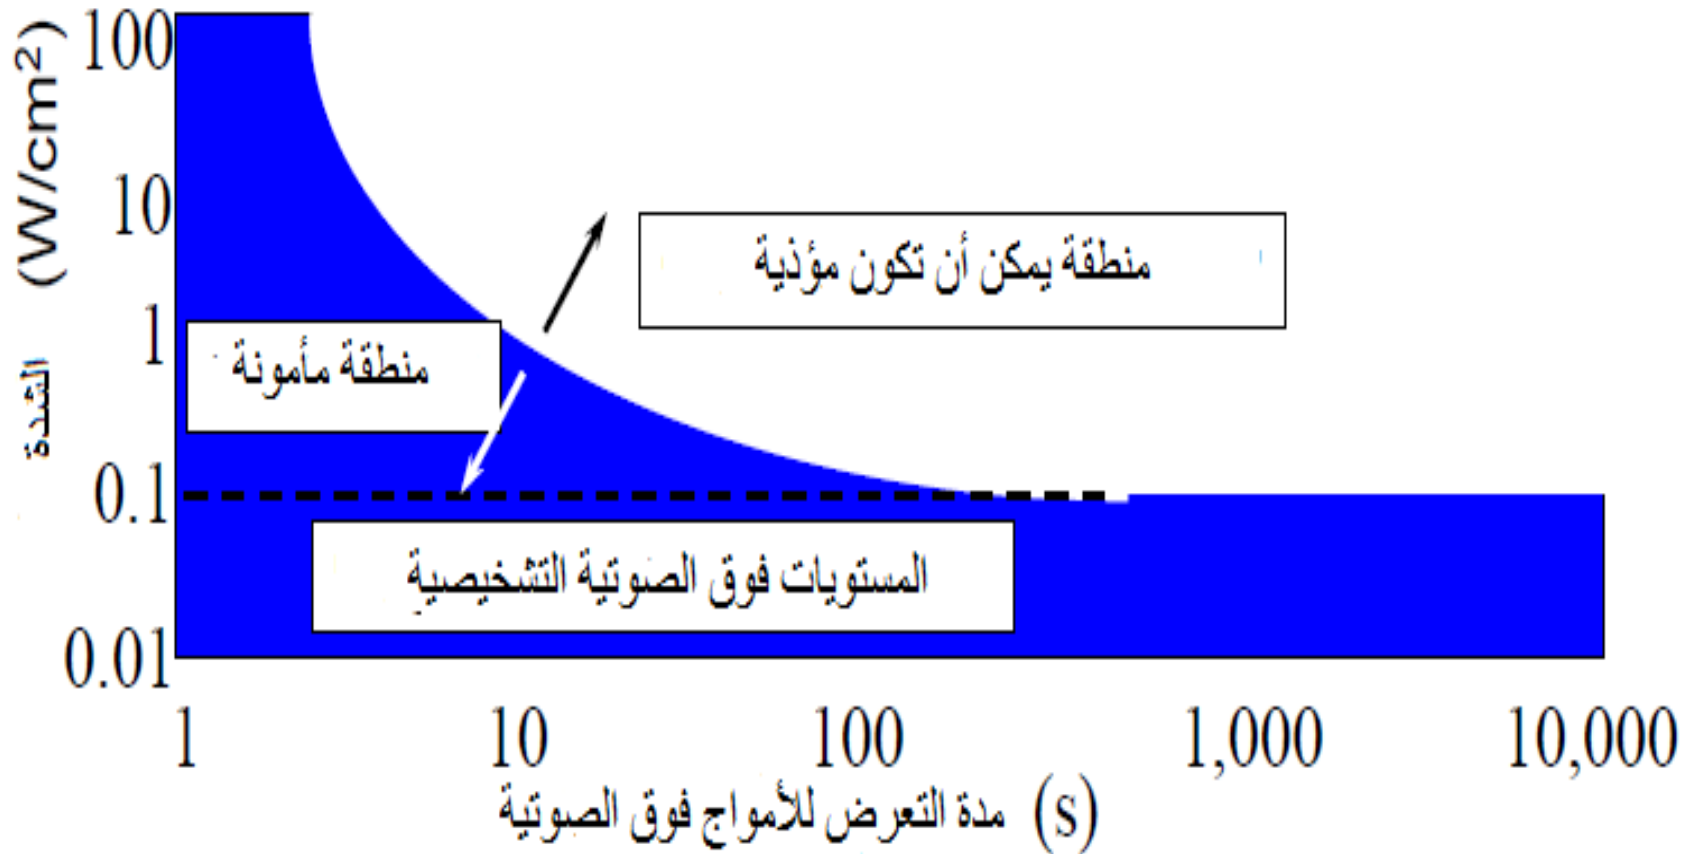 الشدة (W/cm²)
100
10
1
0.1
0.01
منطقة يمكن أن تكون مؤذية
منطقة مأمونة
المستويات فوق الصوتية التشخيصية
1 10 100 1,000 10,000
مدة التعرض للأمواج فوق الصوتية (s)